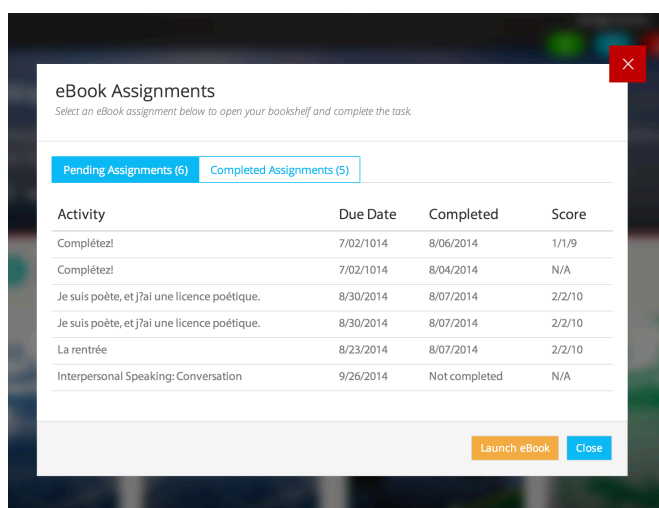 eBook Assignments
Select an eBook assignment below to open your bookshelf and complete the task.
Pending Assignments (6) Completed Assignments (5)
Activity Due Date Completed Score
Complétez! 7/02/1014 8/06/2014 1/1/9
Complétez! 7/02/1014 8/04/2014 N/A
Je suis poète, et j?ai une licence poétique. 8/30/2014 8/07/2014 2/2/10
Je suis poète, et j?ai une licence poétique. 8/30/2014 8/07/2014 2/2/10
La rentrée 8/23/2014 8/07/2014 2/2/10
Interpersonal Speaking: Conversation 9/26/2014 Not completed N/A
Launch eBook Close